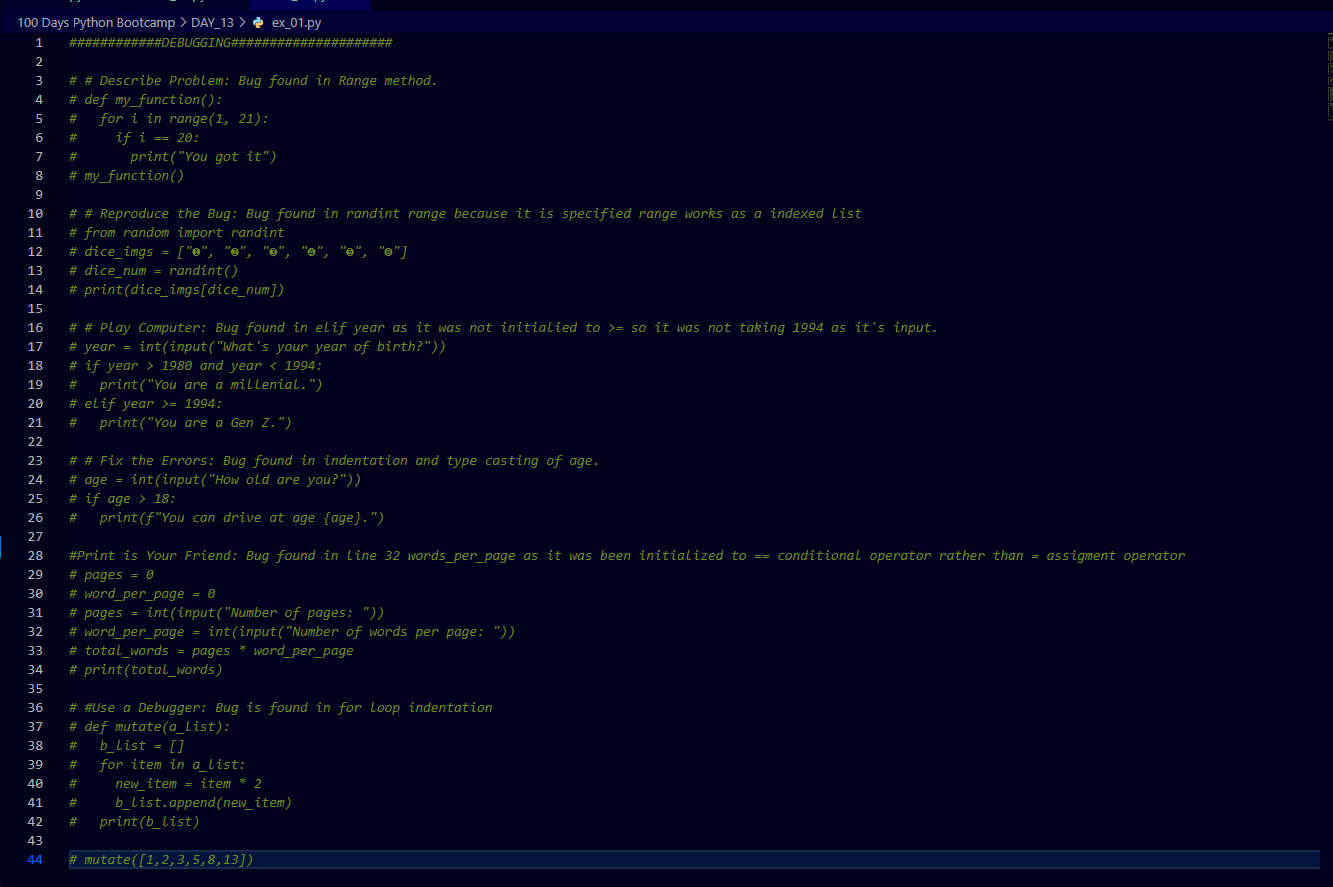 100 Days Python Bootcamp > DAY_13 > ex_01.py
1 ############DEBUGGING#####################
2
3 # # Describe Problem: Bug found in Range method.
4 # def my_function():
5 #   for i in range(1, 21):
6 #     if i == 20:
7 #       print("You got it")
8 # my_function()
9
10 # # Reproduce the Bug: Bug found in randint range because it is specified range works as a indexed list
11 # from random import randint
12 # dice_imgs = ["❶", "❷", "❸", "❹", "❺", "❻"]
13 # dice_num = randint()
14 # print(dice_imgs[dice_num])
15
16 # # Play Computer: Bug found in elif year as it was not initialied to >= so it was not taking 1994 as it's input.
17 # year = int(input("What's your year of birth?"))
18 # if year > 1980 and year < 1994:
19 #   print("You are a millenial.")
20 # elif year >= 1994:
21 #   print("You are a Gen Z.")
22
23 # # Fix the Errors: Bug found in indentation and type casting of age.
24 # age = int(input("How old are you?"))
25 # if age > 18:
26 #   print(f"You can drive at age {age}.")
27
28 #Print is Your Friend: Bug found in line 32 words_per_page as it was been initialized to == conditional operator rather than = assigment operator
29 # pages = 0
30 # word_per_page = 0
31 # pages = int(input("Number of pages: "))
32 # word_per_page = int(input("Number of words per page: "))
33 # total_words = pages * word_per_page
34 # print(total_words)
35
36 # #Use a Debugger: Bug is found in for loop indentation
37 # def mutate(a_list):
38 #   b_list = []
39 #   for item in a_list:
40 #     new_item = item * 2
41 #     b_list.append(new_item)
42 #   print(b_list)
43
44 # mutate([1,2,3,5,8,13])